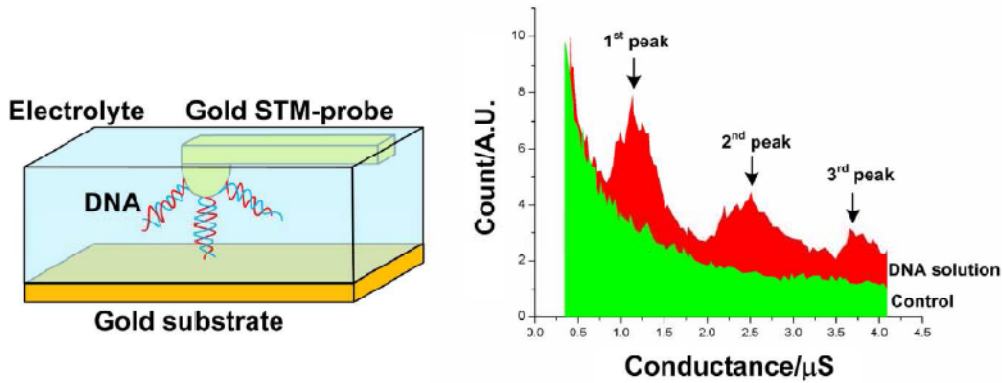 Electrolyte
Gold STM-probe
DNA
Gold substrate
Count/A.U.
10
8
6
4
2
0
1st peak
2nd peak
3rd peak
DNA solution
Control
0.0 0.5 1.0 1.5 2.0 2.5 3.0 3.5 4.0 4.5
Conductance/μS